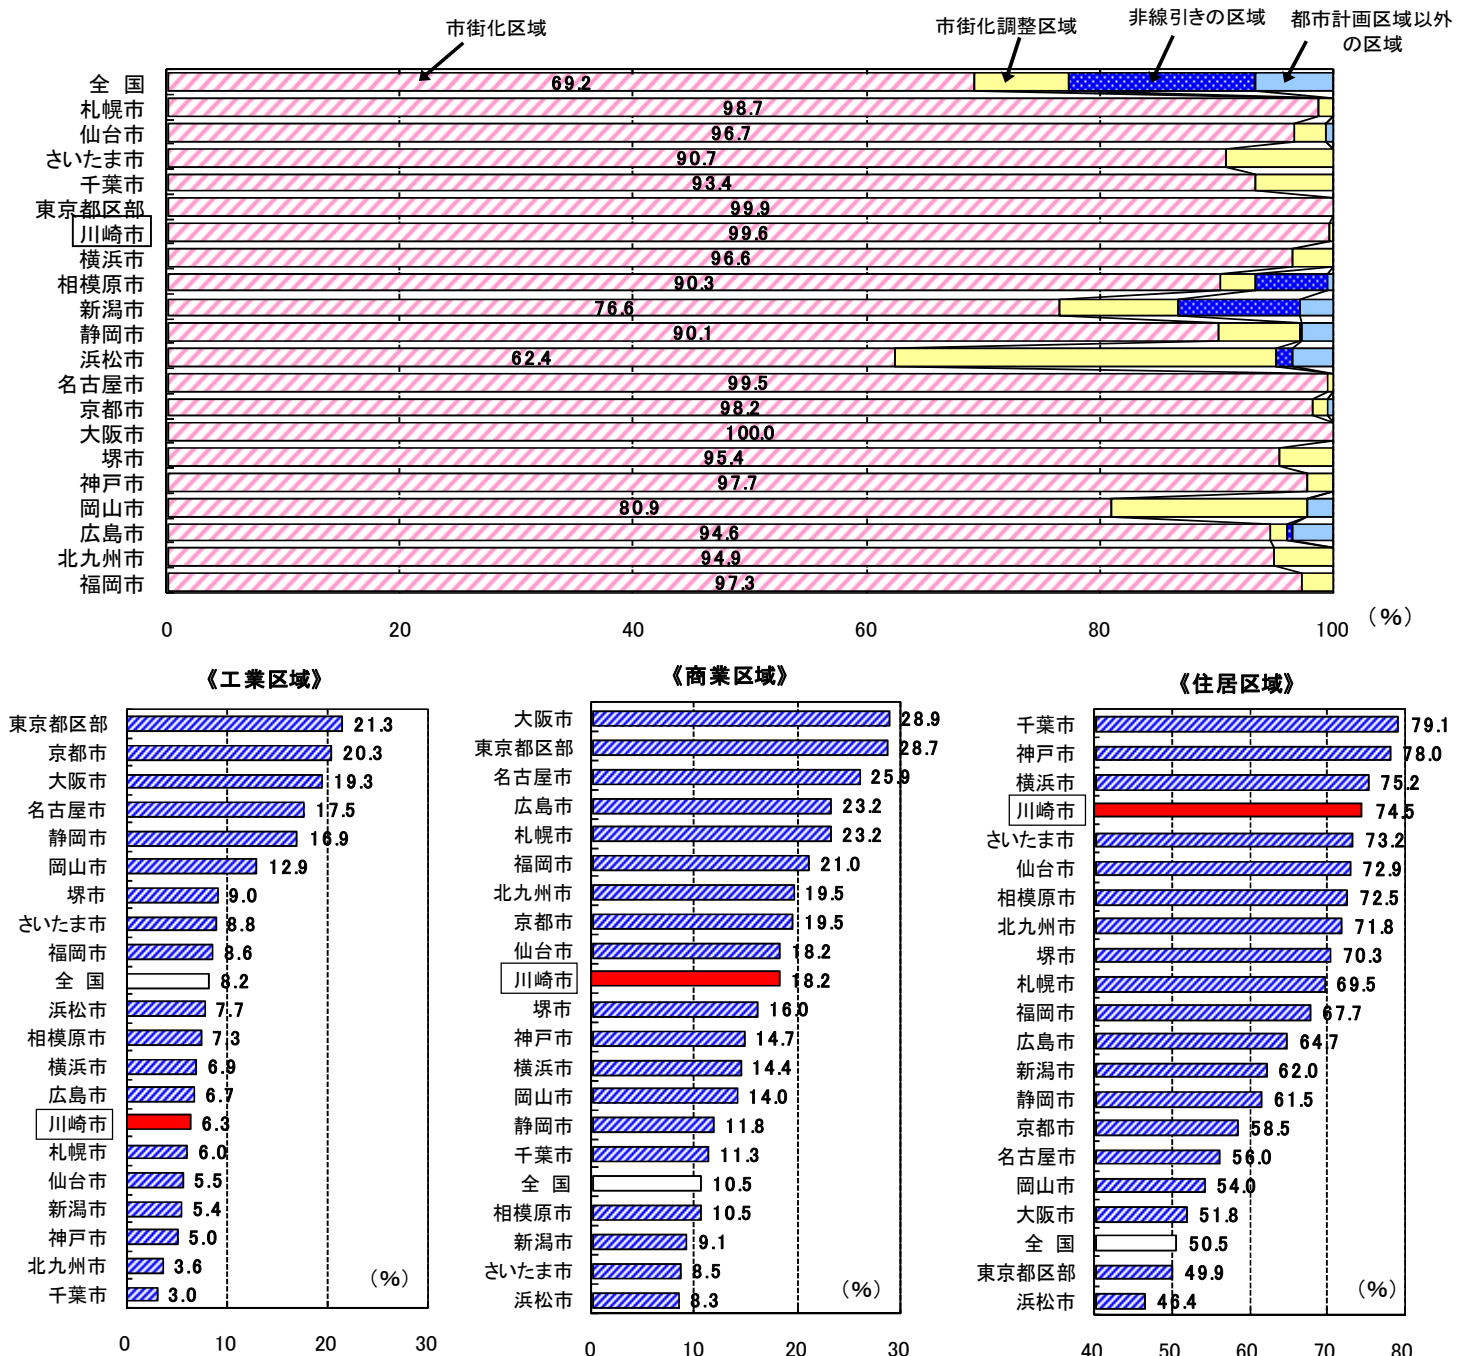 市街化区域
市街化調整区域
非線引きの区域
都市計画区域以外
の区域
全 国 69.2
札幌市 98.7
仙台市 96.7
さいたま市 90.7
千葉市 93.4
東京都区部 99.9
川崎市 99.6
横浜市 96.6
相模原市 90.3
新潟市 76.6
静岡市 90.1
浜松市 62.4
名古屋市 99.5
京都市 98.2
大阪市 100.0
堺市 95.4
神戸市 97.7
岡山市 80.9
広島市 94.6
北九州市 94.9
福岡市 97.3
0 20 40 60 80 100 (%)
《工業区域》
東京都区部 21.3
京都市 20.3
大阪市 19.3
名古屋市 17.5
静岡市 16.9
岡山市 12.9
堺市 9.0
さいたま市 8.8
福岡市 8.6
全 国 8.2
浜松市 7.7
相模原市 7.3
横浜市 6.9
広島市 6.7
川崎市 6.3
札幌市 6.0
仙台市 5.5
新潟市 5.4
神戸市 5.0
北九州市 3.6
千葉市 3.0
(%)
0 10 20 30
《商業区域》
大阪市 28.9
東京都区部 28.7
名古屋市 25.9
広島市 23.2
札幌市 23.2
福岡市 21.0
北九州市 19.5
京都市 19.5
仙台市 18.2
川崎市 18.2
堺市 16.0
神戸市 14.7
横浜市 14.4
岡山市 14.0
静岡市 11.8
千葉市 11.3
全 国 10.5
相模原市 10.5
新潟市 9.1
さいたま市 8.5
浜松市 8.3
(%)
0 10 20 30
《住居区域》
千葉市 79.1
神戸市 78.0
横浜市 75.2
川崎市 74.5
さいたま市 73.2
仙台市 72.9
相模原市 72.5
北九州市 71.8
堺市 70.3
札幌市 69.5
福岡市 67.7
広島市 64.7
新潟市 62.0
静岡市 61.5
京都市 58.5
名古屋市 56.0
岡山市 54.0
大阪市 51.8
全 国 50.5
東京都区部 49.9
浜松市 46.4
(%)
40 50 60 70 80